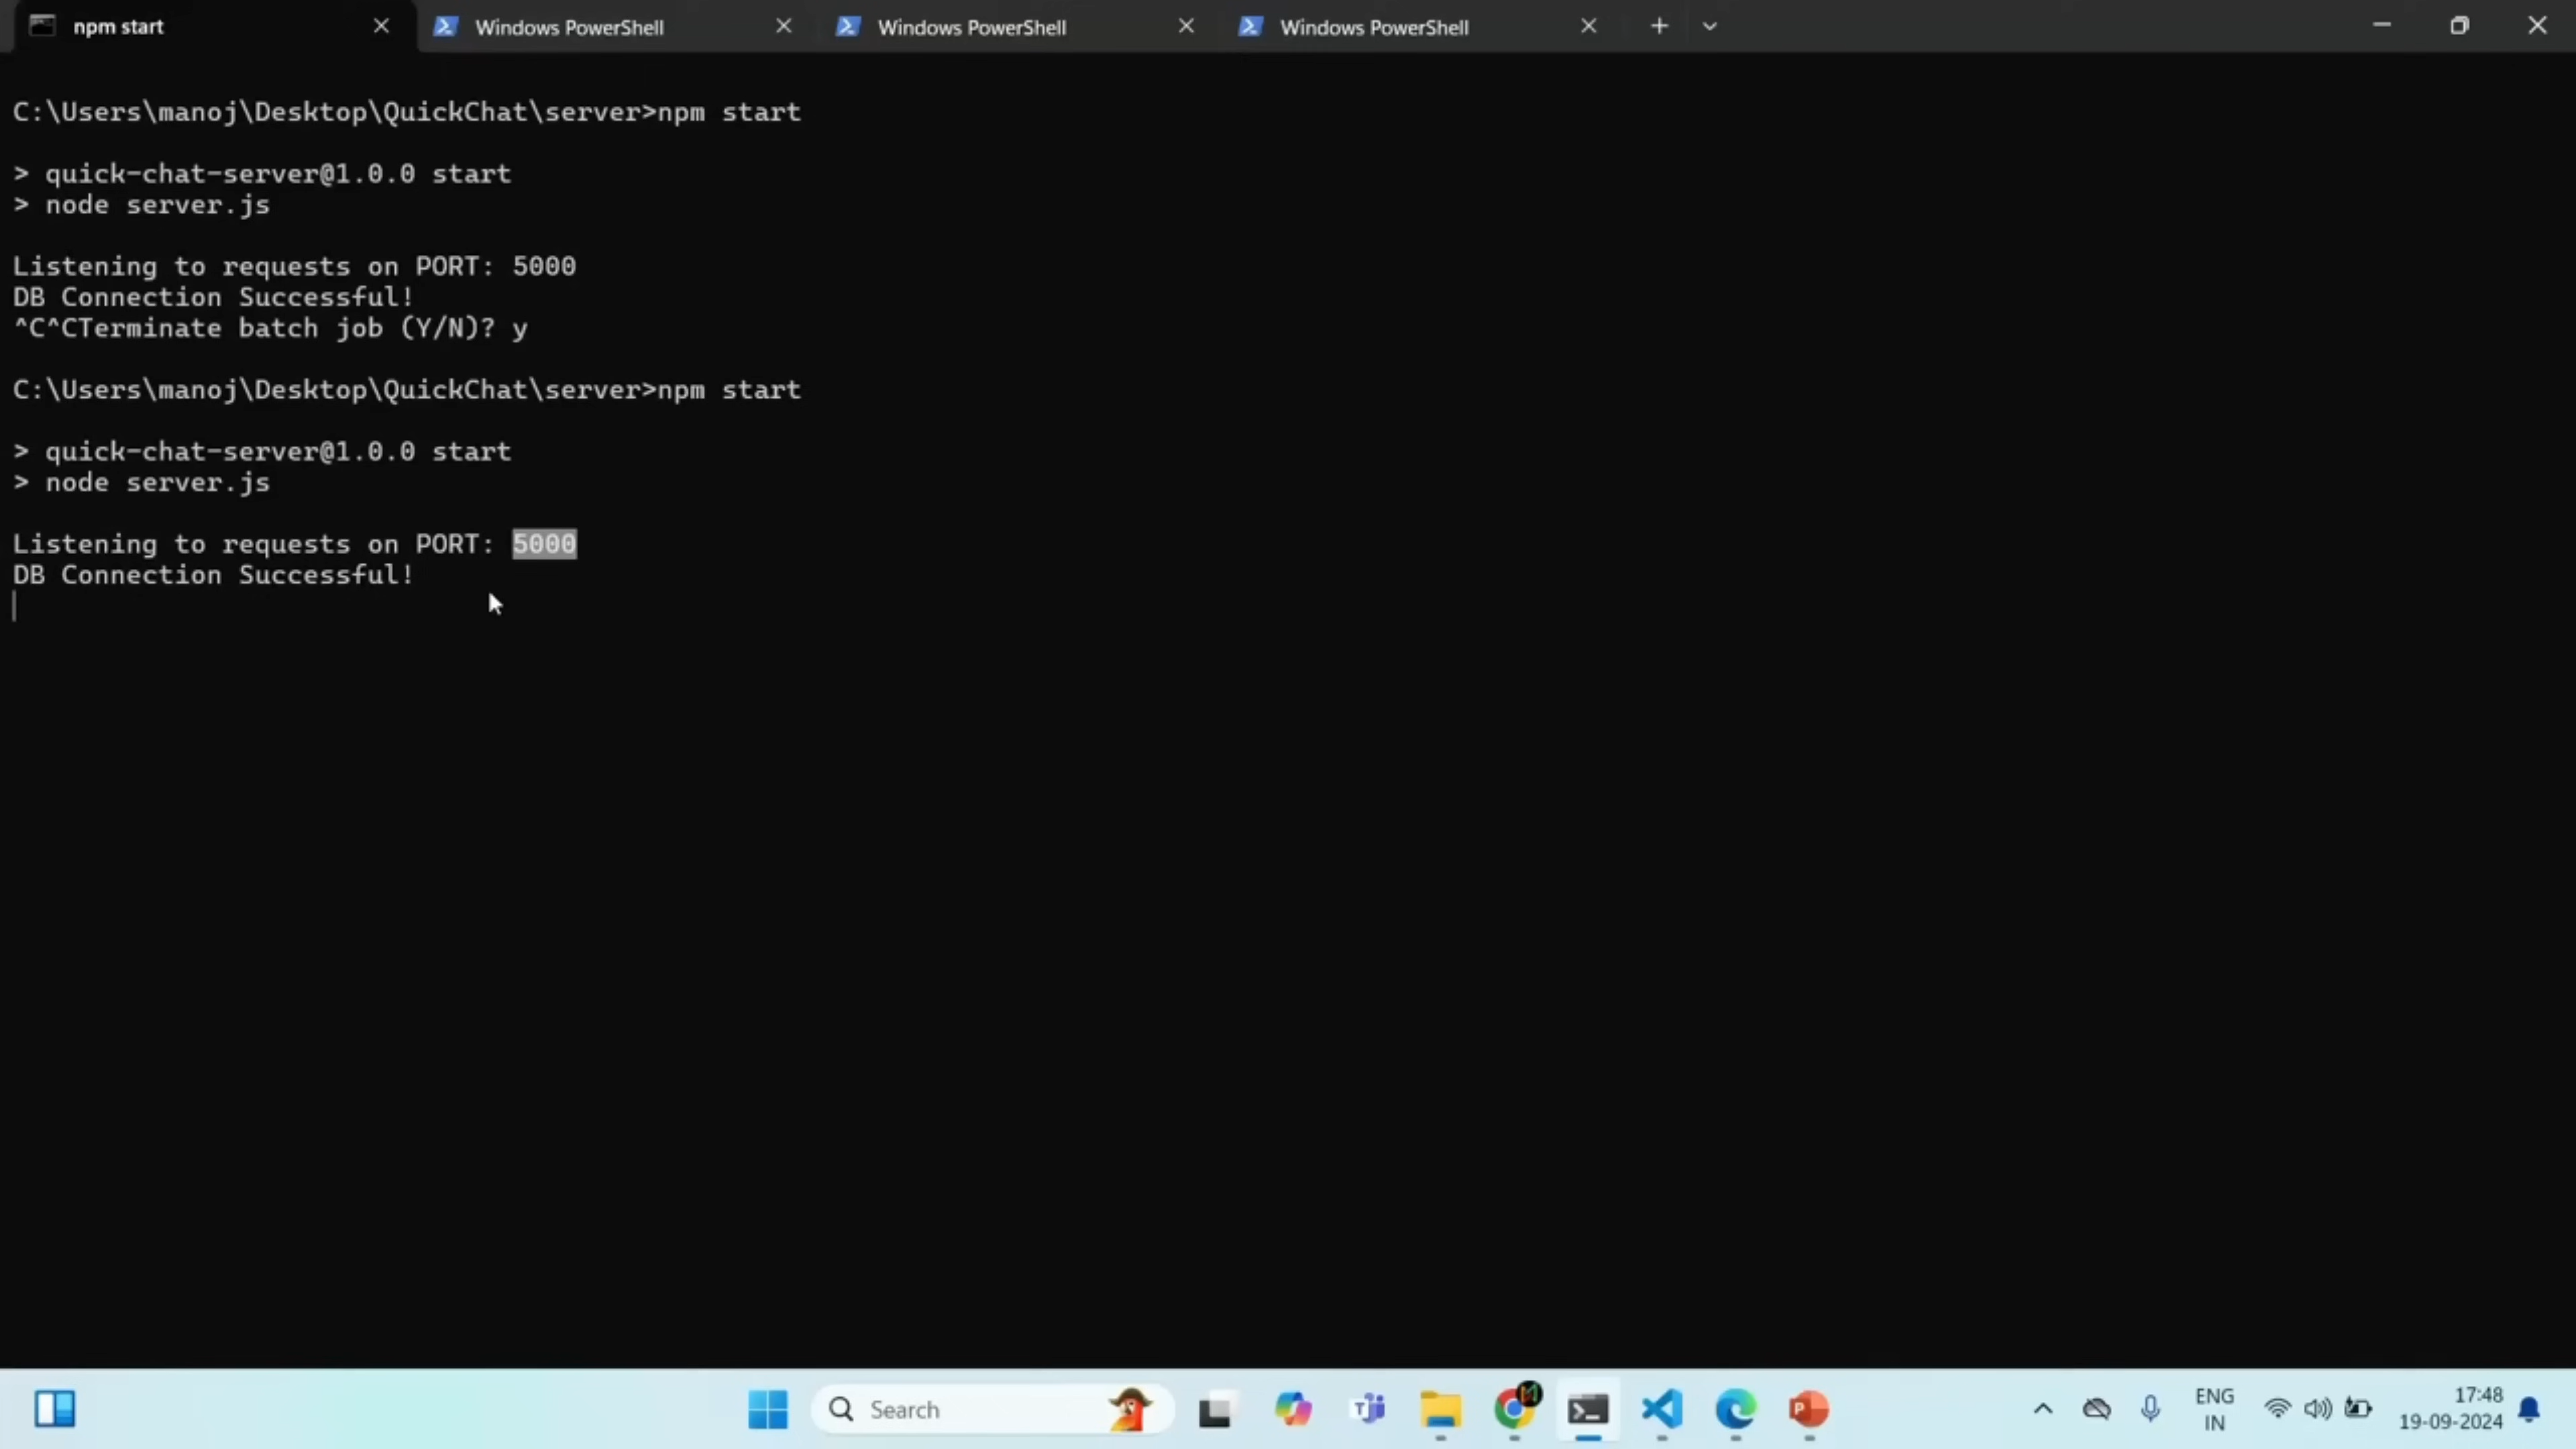 npm start
Windows PowerShell
Windows PowerShell
Windows PowerShell
C:\Users\manoj\Desktop\QuickChat\server>npm start
> quick-chat-server@1.0.0 start
> node server.js
Listening to requests on PORT: 5000
DB Connection Successful!
^C^CTerminate batch job (Y/N)? y
C:\Users\manoj\Desktop\QuickChat\server>npm start
> quick-chat-server@1.0.0 start
> node server.js
Listening to requests on PORT: 5000
DB Connection Successful!
Search
ENG
IN
17:48
19-09-2024